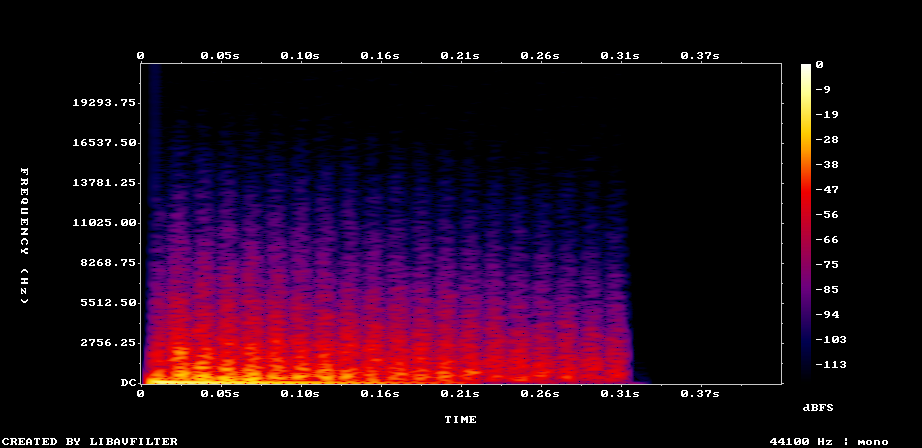 0 0.05s 0.10s 0.16s 0.21s 0.26s 0.31s 0.37s
0
-9
-19
-28
-38
-47
-56
-66
-75
-85
-94
-103
-113
19293.75
16537.50
13781.25
11025.00
8268.75
5512.50
2756.25
DC
FREQUENCY (Hz)
0 0.05s 0.10s 0.16s 0.21s 0.26s 0.31s 0.37s
TIME
dBFS
CREATED BY LIBAVFILTER
44100 Hz | mono